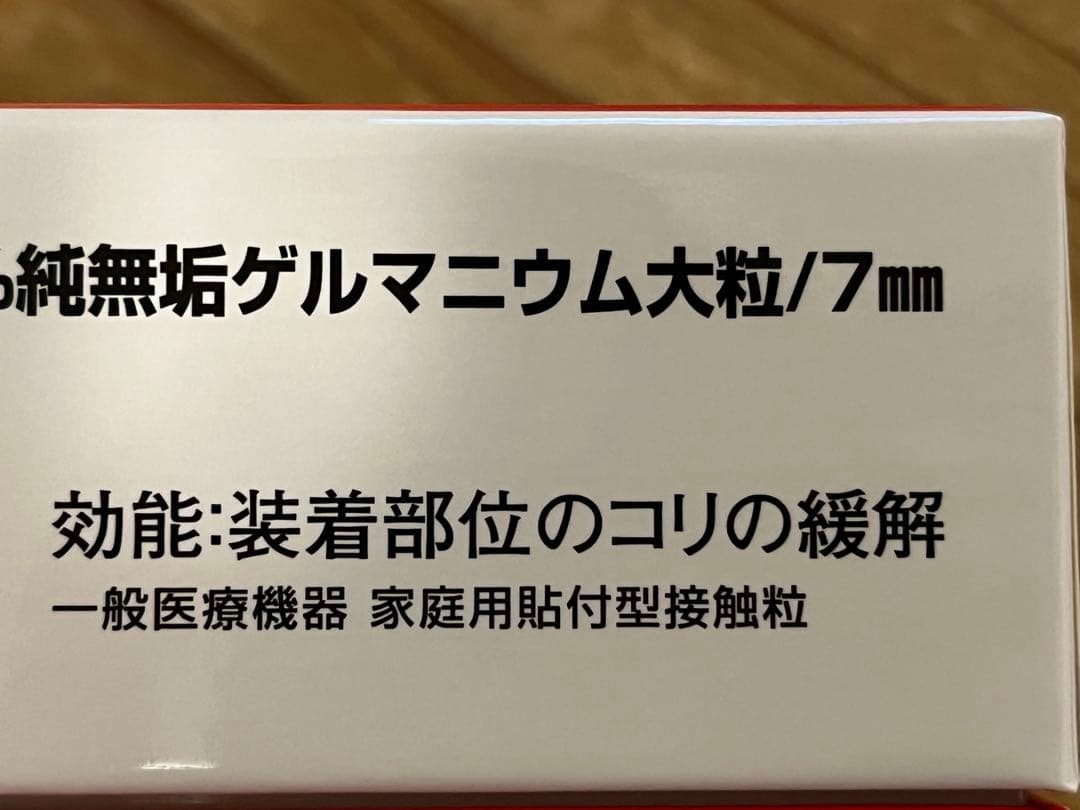 %純無垢ゲルマニウム大粒/7㎜
効能:装着部位のコリの緩解
一般医療機器 家庭用貼付型接触粒